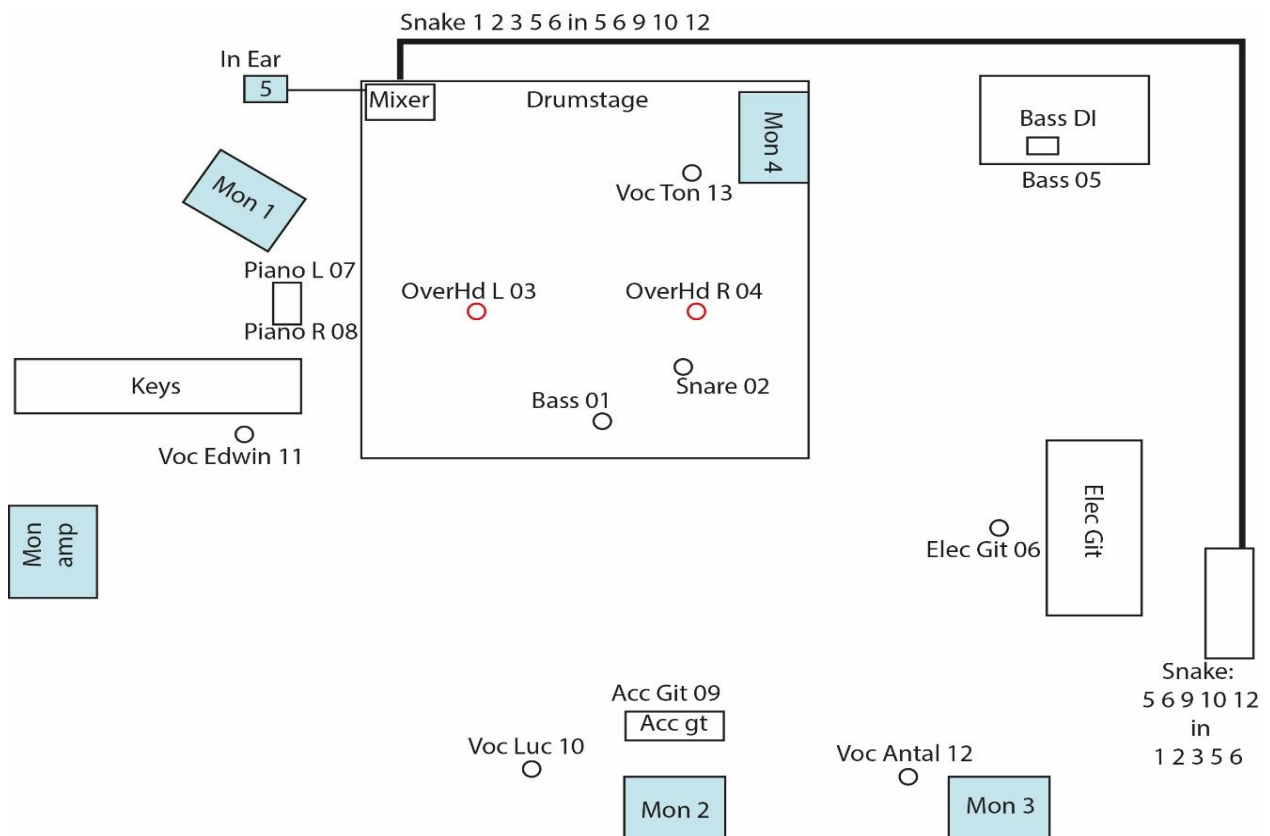 Snake 1 2 3 5 6 in 5 6 9 10 12
In Ear
5
Mixer
Drumstage
Mon 4
Bass DI
Bass 05
Voc Ton 13
Mon 1
Piano L 07
Piano R 08
OverHd L 03
OverHd R 04
Keys
Snare 02
Bass 01
Voc Edwin 11
Mon
amp
Elec Git 06
Elec Git
Snake:
5 6 9 10 12
in
1 2 3 5 6
Acc Git 09
Acc gt
Voc Luc 10
Voc Antal 12
Mon 2
Mon 3